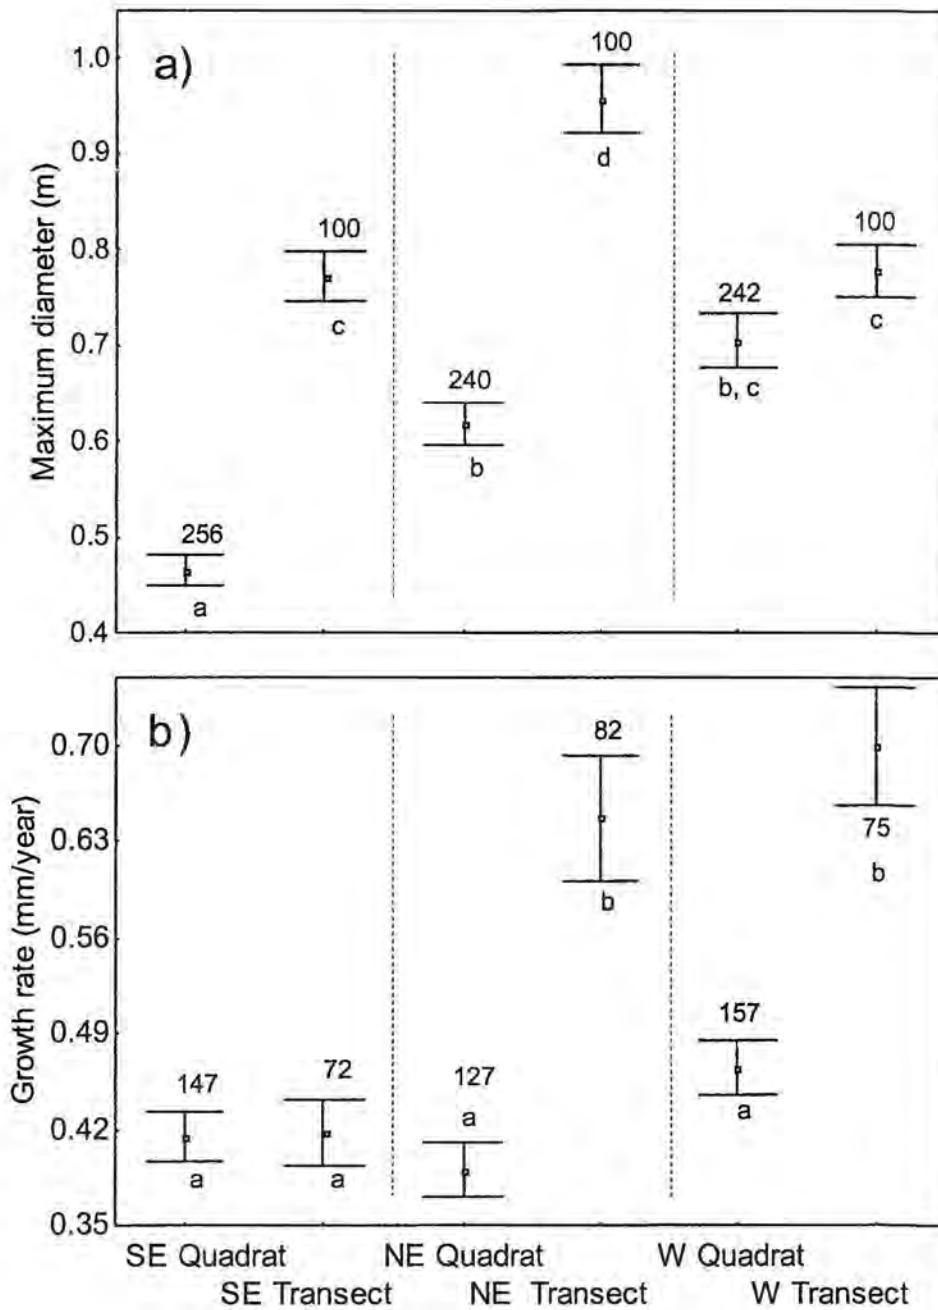 a)
Maximum diameter (m)
1.0
0.9
0.8
0.7
0.6
0.5
0.4
256
a
100
c
240
b
100
d
242
b, c
100
c
b)
Growth rate (mm/year)
0.70
0.63
0.56
0.49
0.42
0.35
147
a
72
a
127
a
82
b
157
a
75
b
SE Quadrat NE Quadrat W Quadrat
SE Transect NE Transect W Transect